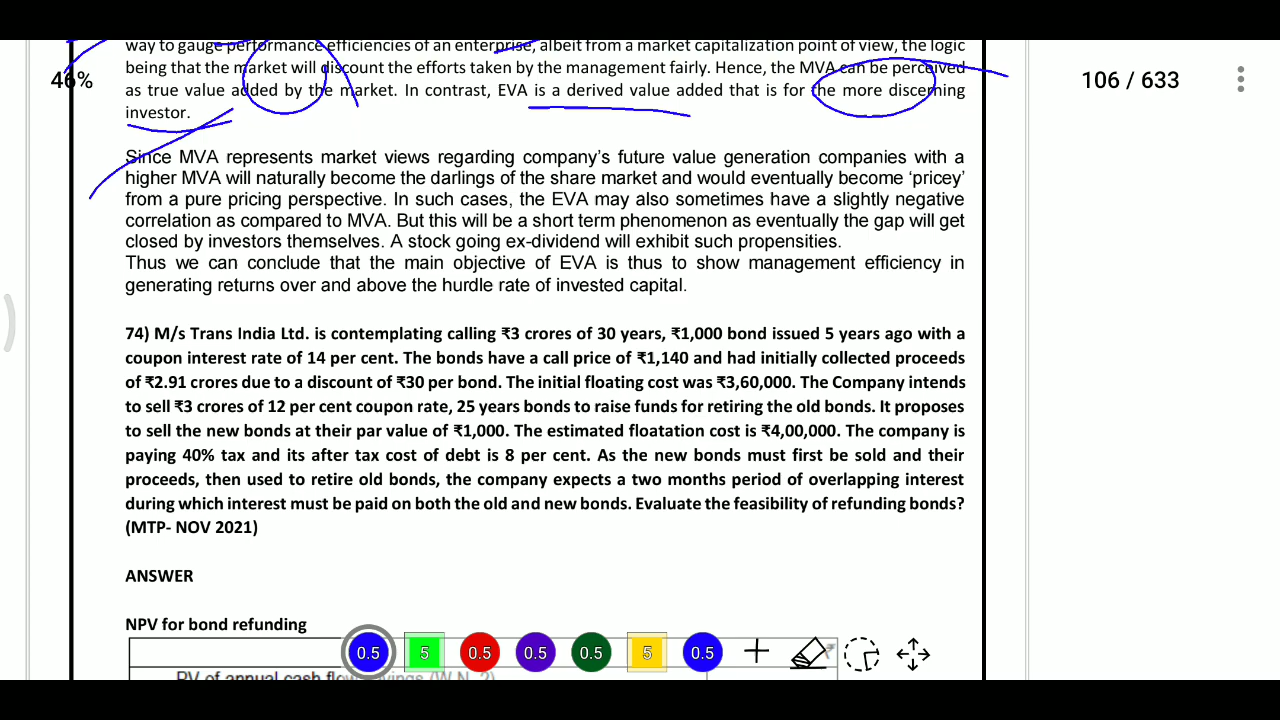 way to gauge performance efficiencies of an enterprise, albeit from a market capitalization point of view, the logic
being that the market will discount the efforts taken by the management fairly. Hence, the MVA can be perceived
46%
106 / 633
as true value added by the market. In contrast, EVA is a derived value added that is for the more discerning
investor.
Since MVA represents market views regarding company's future value generation companies with a
higher MVA will naturally become the darlings of the share market and would eventually become 'pricey'
from a pure pricing perspective. In such cases, the EVA may also sometimes have a slightly negative
correlation as compared to MVA. But this will be a short term phenomenon as eventually the gap will get
closed by investors themselves. A stock going ex-dividend will exhibit such propensities.
Thus we can conclude that the main objective of EVA is thus to show management efficiency in
generating returns over and above the hurdle rate of invested capital.
74) M/s Trans India Ltd. is contemplating calling ₹3 crores of 30 years, ₹1,000 bond issued 5 years ago with a
coupon interest rate of 14 per cent. The bonds have a call price of ₹1,140 and had initially collected proceeds
of ₹2.91 crores due to a discount of ₹30 per bond. The initial floating cost was ₹3,60,000. The Company intends
to sell ₹3 crores of 12 per cent coupon rate, 25 years bonds to raise funds for retiring the old bonds. It proposes
to sell the new bonds at their par value of ₹1,000. The estimated floatation cost is ₹4,00,000. The company is
paying 40% tax and its after tax cost of debt is 8 per cent. As the new bonds must first be sold and their
proceeds, then used to retire old bonds, the company expects a two months period of overlapping interest
during which interest must be paid on both the old and new bonds. Evaluate the feasibility of refunding bonds?
(MTP- NOV 2021)
ANSWER
NPV for bond refunding
0.5 5 0.5 0.5 0.5 5 0.5
₹
PV of annual cash flow savings (W.N. 2)